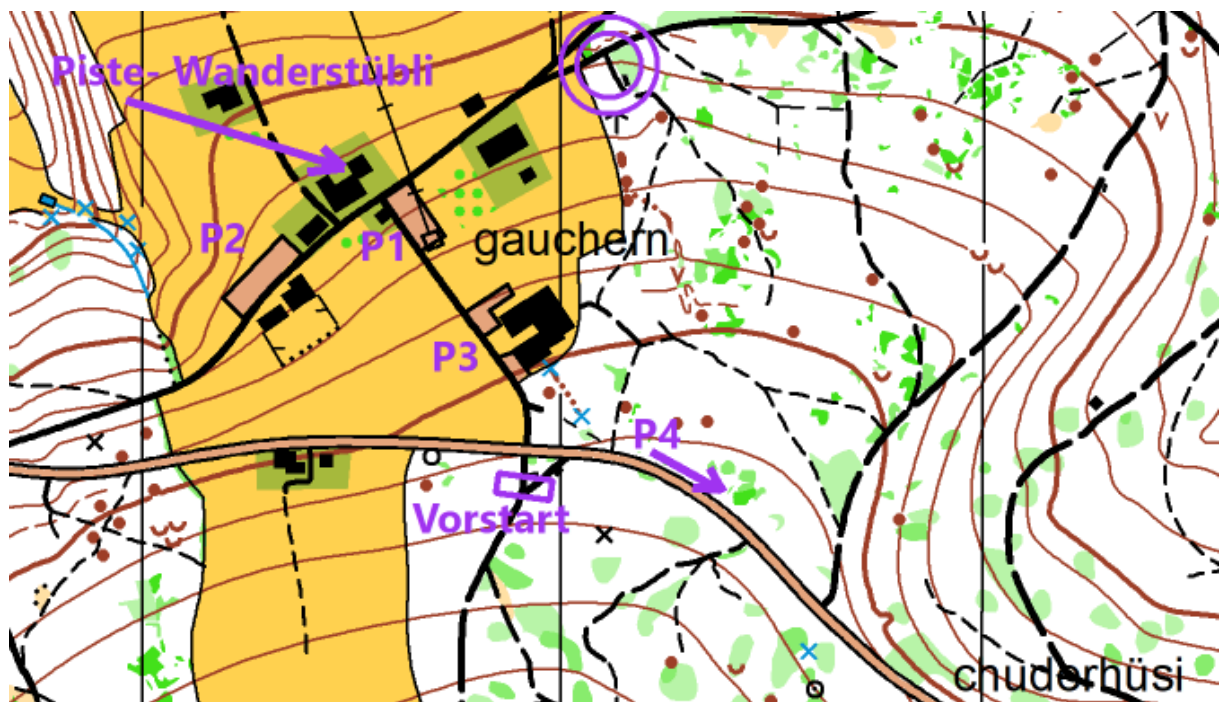 Piste- Wanderstübli
P2
P1
gauchern
P3
P4
Vorstart
chuderhüsi